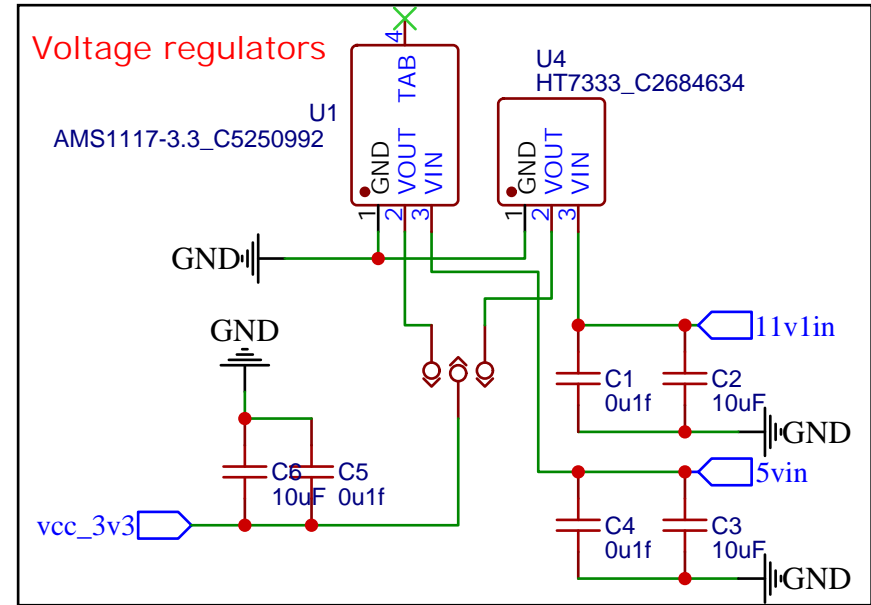 Voltage regulators
U1
AMS1117-3.3_C5250992
4
TAB
GND
VOUT
VIN
1
2
3
U4
HT7333_C2684634
GND
VOUT
VIN
1
2
3
GND
GND
11v1in
C1
0u1f
C2
10uF
GND
C6
10uF
C5
0u1f
5vin
vcc_3v3
C4
0u1f
C3
10uF
GND